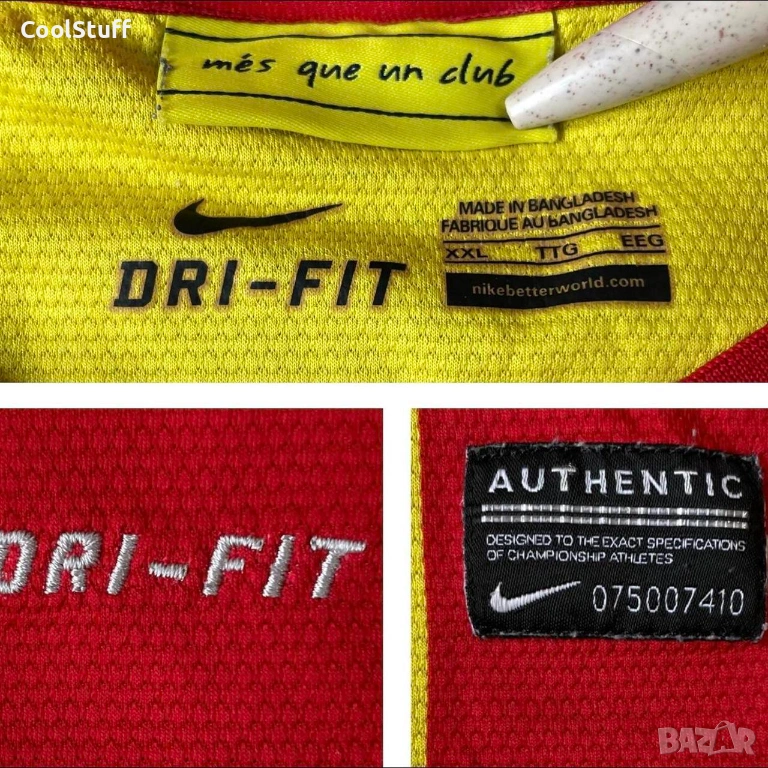 CoolStuff
més que un club
DRI-FIT
MADE IN BANGLADESH
FABRIQUE AU BANGLADESH
XXL TTG EEG
nikebetterworld.com
DRI-FIT
AUTHENTIC
DESIGNED TO THE EXACT SPECIFICATIONS
OF CHAMPIONSHIP ATHLETES
075007410
BAZAR